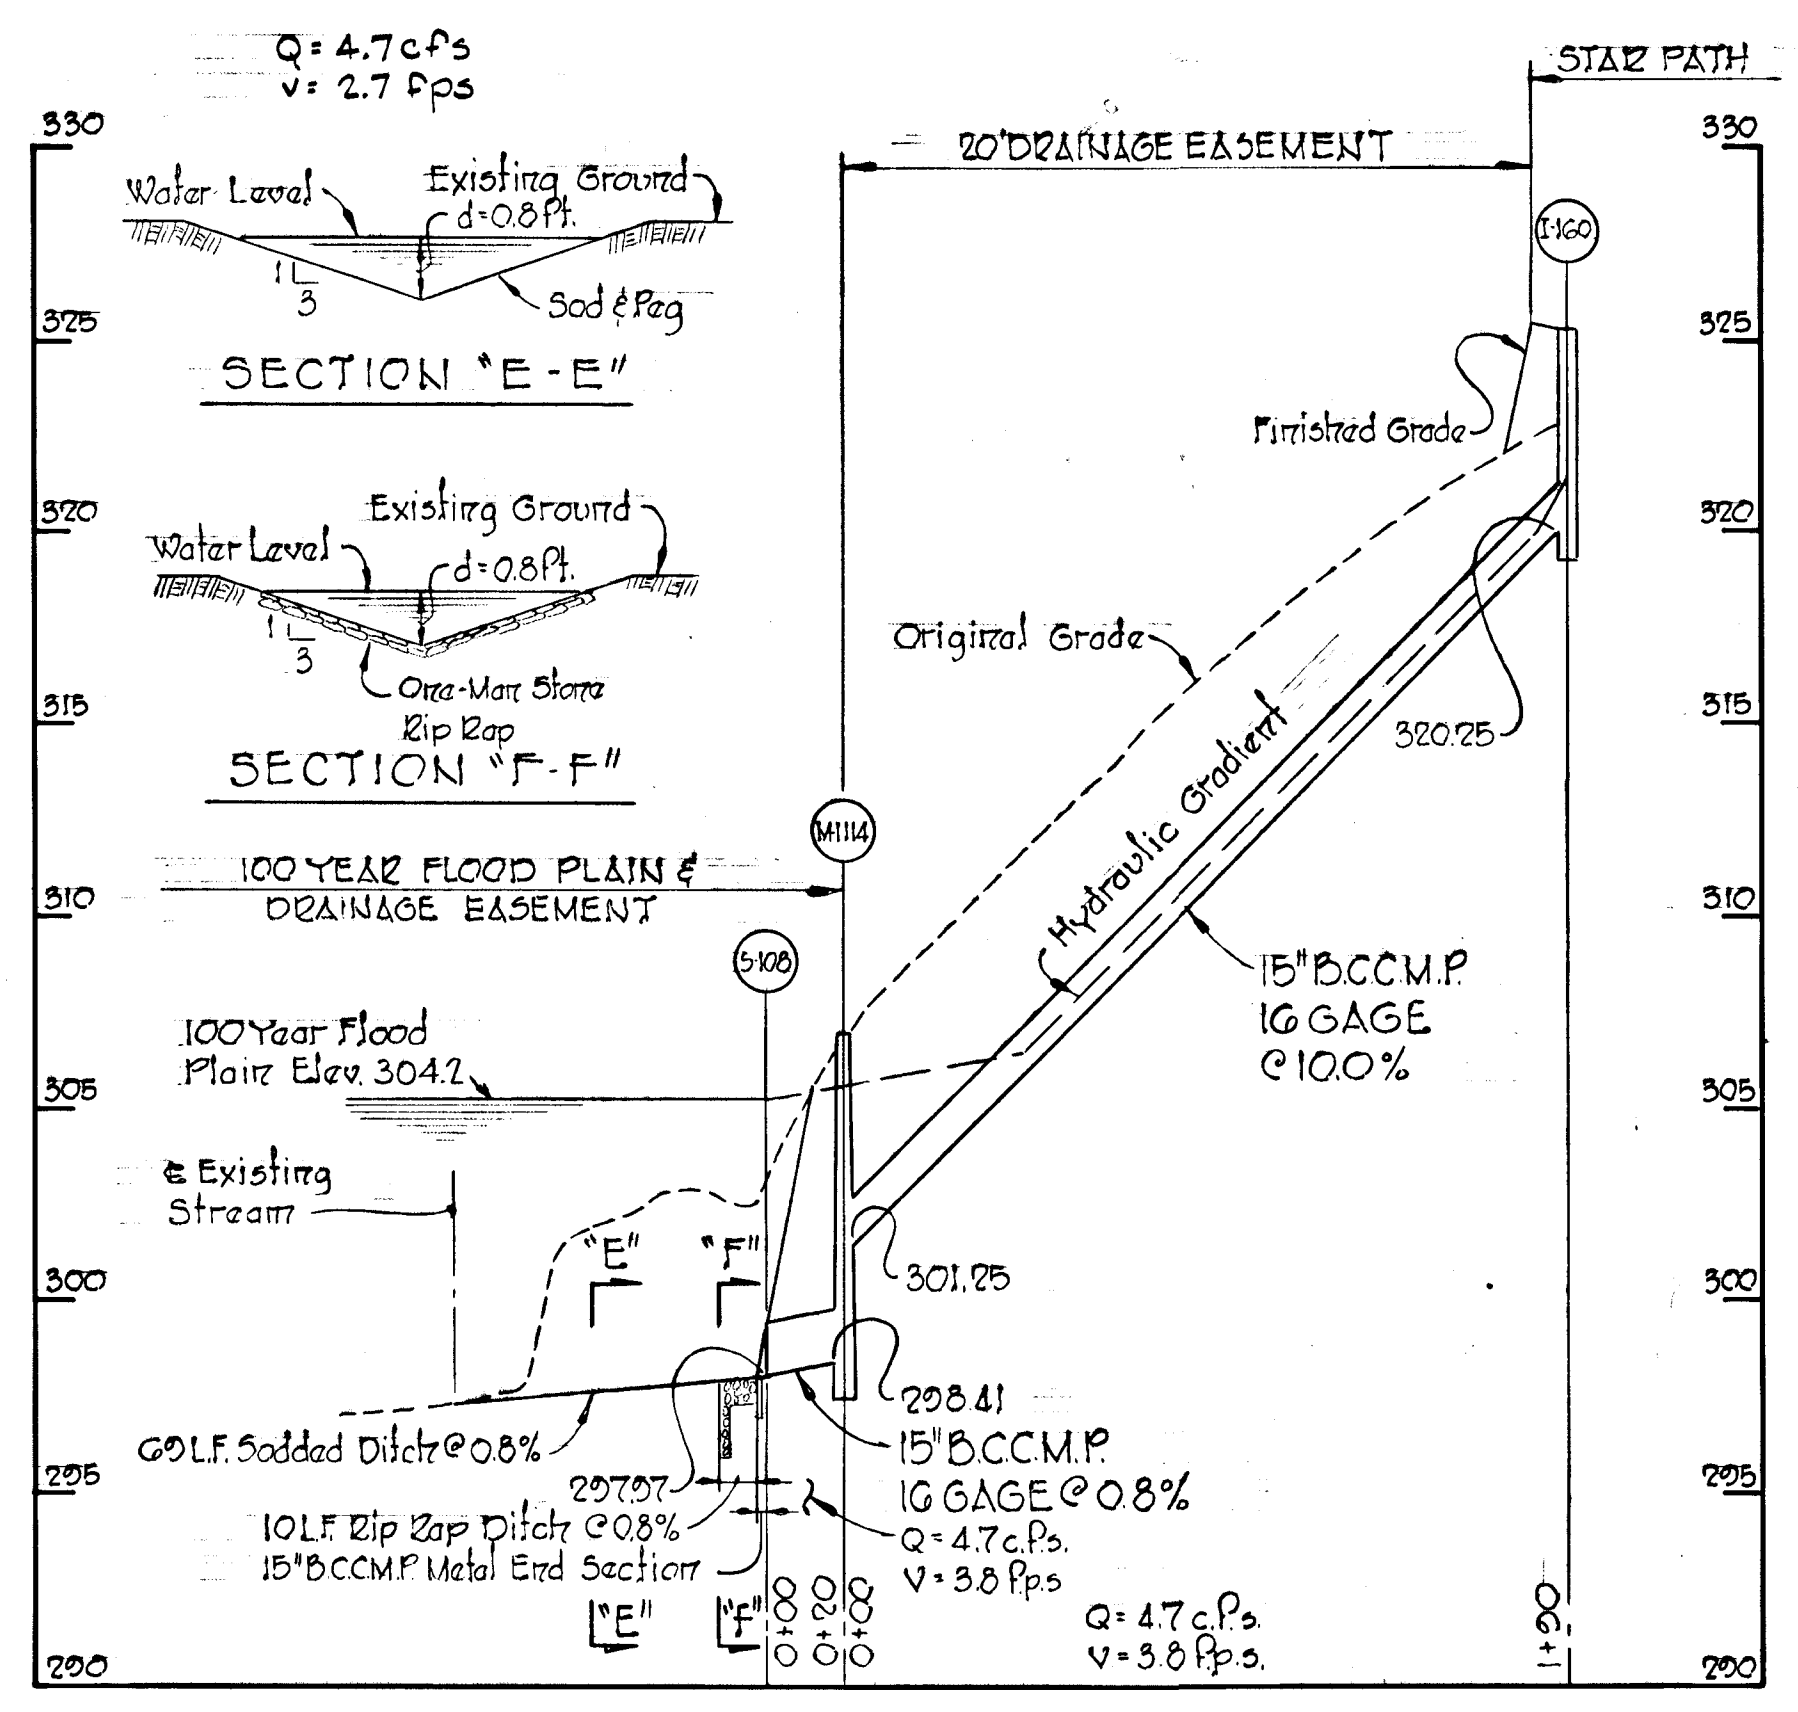 Q = 4.7 cfs
V = 2.7 fps
STAR PATH
330
330
20' DRAINAGE EASEMENT
Water Level
Existing Ground
d = 0.8 ft.
I-160
1
3
Sod & Peg
325
325
SECTION "E-E"
Finished Grade
320
320
Existing Ground
Water Level
d = 0.8 ft.
1
3
One-Man Stone
Rip Rap
Original Grade
315
315
320.25
SECTION "F-F"
Hydraulic Gradient
M-1114
100 YEAR FLOOD PLAIN &
DRAINAGE EASEMENT
310
310
S-108
15" B.C.C.M.P.
16 GAGE
@ 10.0%
100 Year Flood
Plain Elev. 304.2
305
305
℄ Existing
Stream
"E"
"F"
301.25
300
300
298.41
69 L.F. Sodded Ditch @ 0.8%
15" B.C.C.M.P.
16 GAGE @ 0.8%
295
295
297.97
10 L.F. Rip Rap Ditch @ 0.8%
15" B.C.C.M.P. Metal End Section
Q = 4.7 c.f.s.
V = 3.8 f.p.s
"E"
"F"
0+00
0+20
0+00
Q = 4.7 c.f.s.
V = 3.8 f.p.s.
1+90
290
290